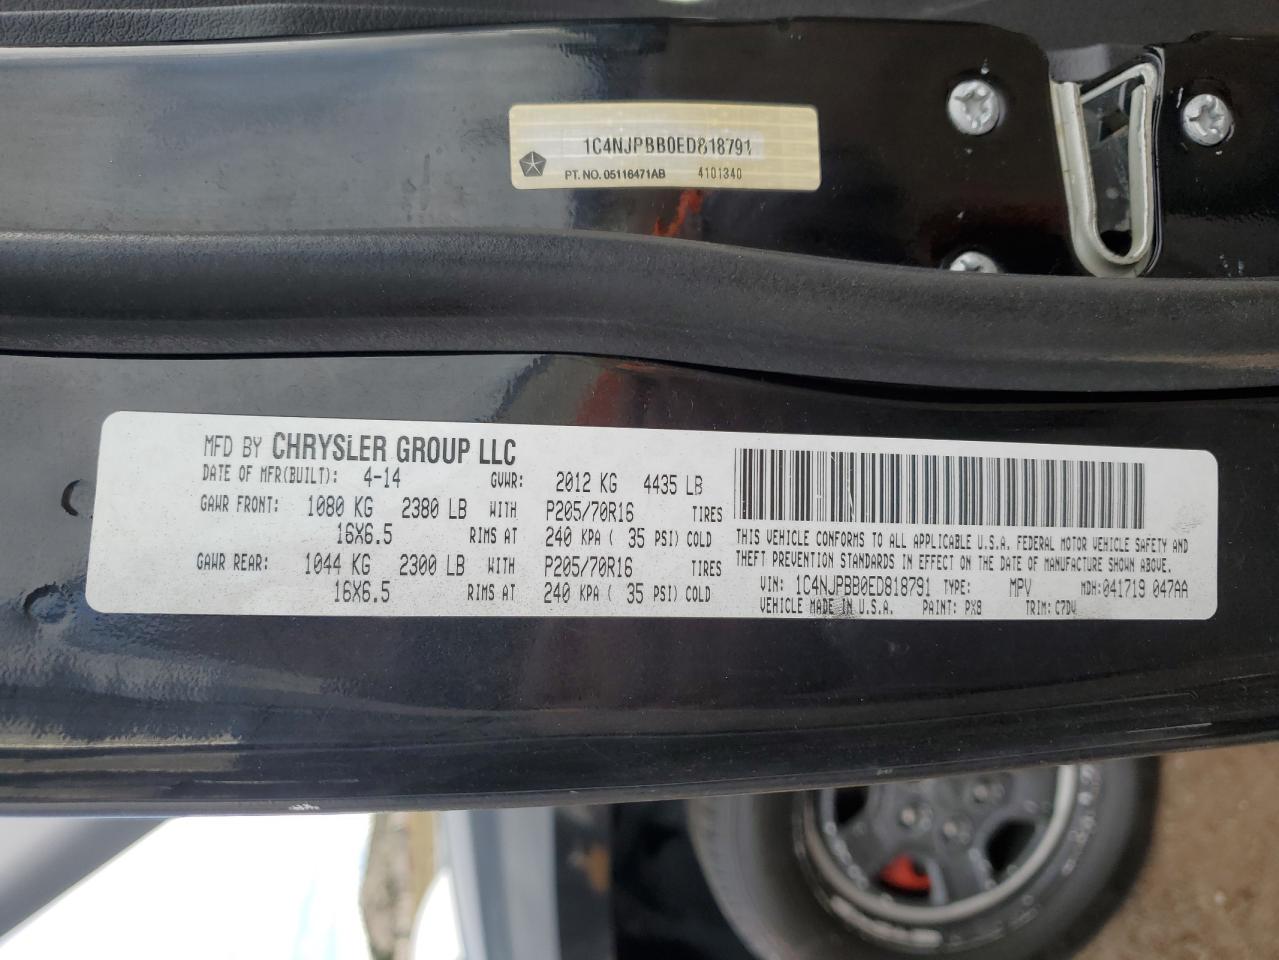 1C4NJPBB0ED818791
PT. NO. 05116471AB 4101340
MFD BY CHRYSLER GROUP LLC
DATE OF MFR(BUILT): 4-14 GVWR: 2012 KG 4435 LB
GAWR FRONT: 1080 KG 2380 LB WITH P205/70R16 TIRES
16X6.5 RIMS AT 240 KPA ( 35 PSI) COLD
GAWR REAR: 1044 KG 2300 LB WITH P205/70R16 TIRES
16X6.5 RIMS AT 240 KPA ( 35 PSI) COLD
THIS VEHICLE CONFORMS TO ALL APPLICABLE U.S.A. FEDERAL MOTOR VEHICLE SAFETY AND
THEFT PREVENTION STANDARDS IN EFFECT ON THE DATE OF MANUFACTURE SHOWN ABOVE.
VIN: 1C4NJPBB0ED818791 TYPE: MPV MDH:041719 047AA
VEHICLE MADE IN U.S.A. PAINT: PX8 TRIM: C7DV